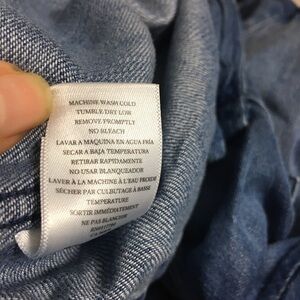 MACHINE WASH COLD
TUMBLE DRY LOW
REMOVE PROMPTLY
NO BLEACH
LAVAR A MAQUINA EN AGUA FRIA
SECAR A BAJA TEMPERATURA
RETIRAR RAPIDAMENTE
NO USAR BLANQUEADOR
LAVER À LA MACHINE À L'EAU FROIDE
SÉCHER PAR CULBUTAGE À BASSE
TEMPÉRATURE
SORTIR IMMÉDIATEMENT
NE PAS BLANCHIR